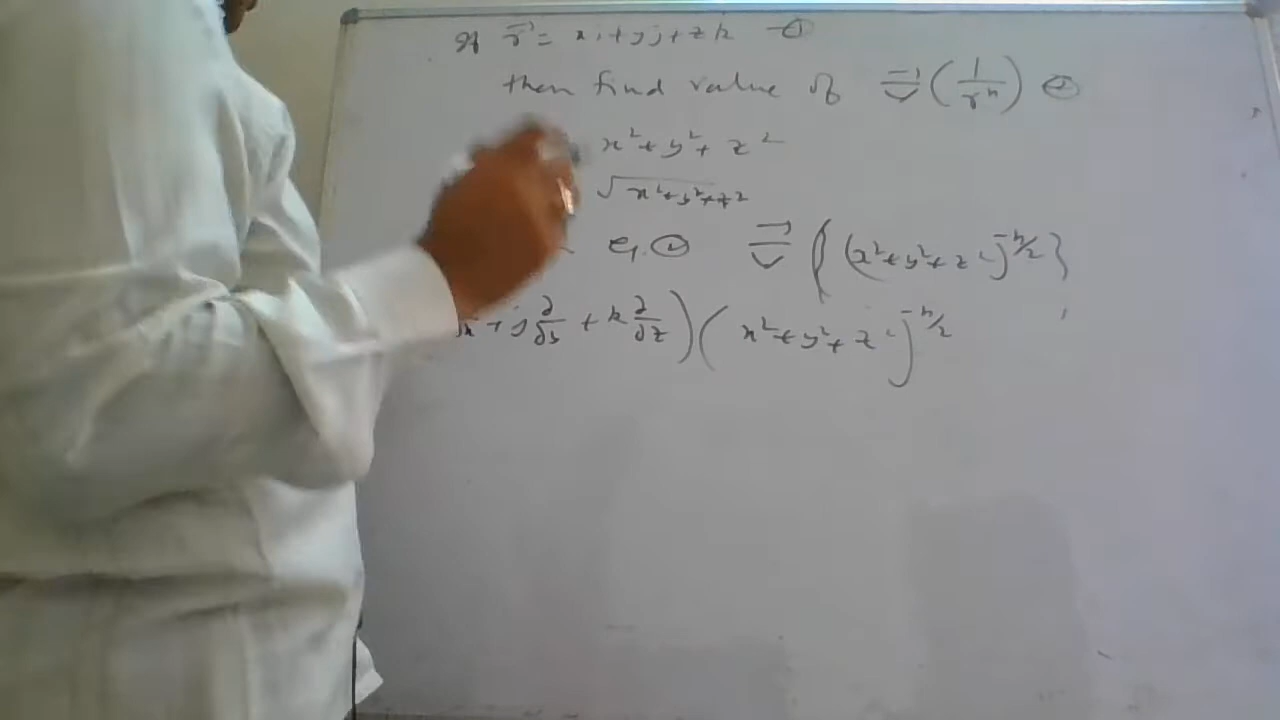 If r⃗ = xi + yj + zk —①
then find value of ∇⃗ (1/rⁿ) ②
x² + y² + z²
√x²+y²+z²
eq. ② ∇⃗ {(x²+y²+z²)^-n/2}
+ j ∂/∂y + k ∂/∂z) (x²+y²+z²)^-n/2